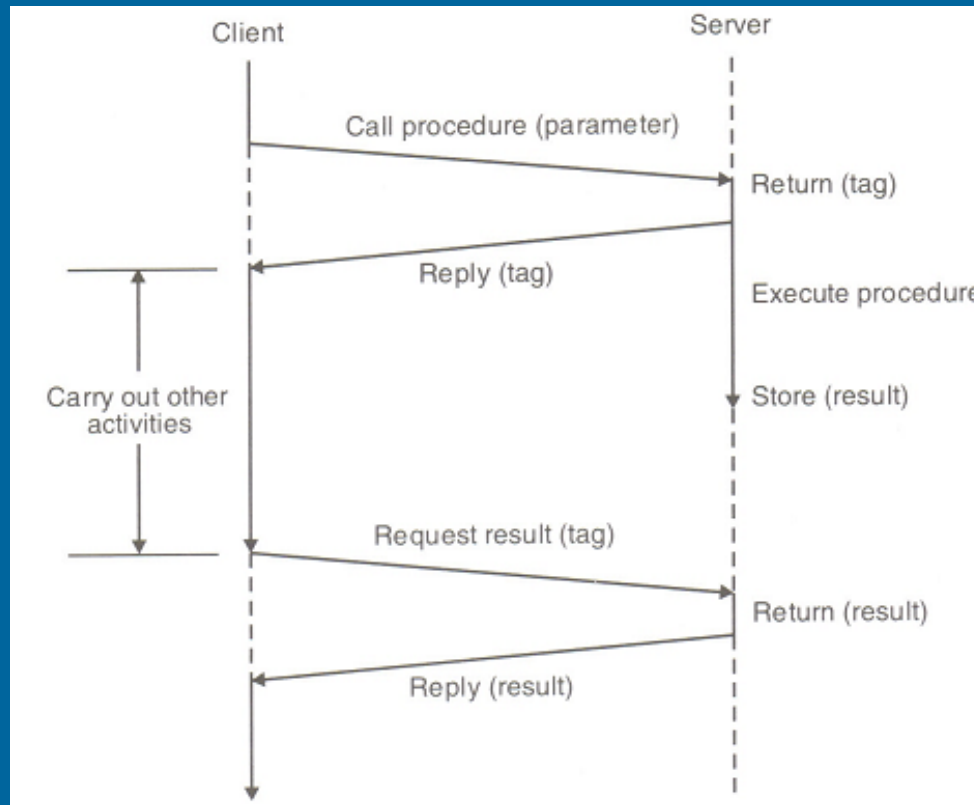 Client
Server
Call procedure (parameter)
Return (tag)
Reply (tag)
Execute procedure
Carry out other
activities
Store (result)
Request result (tag)
Return (result)
Reply (result)